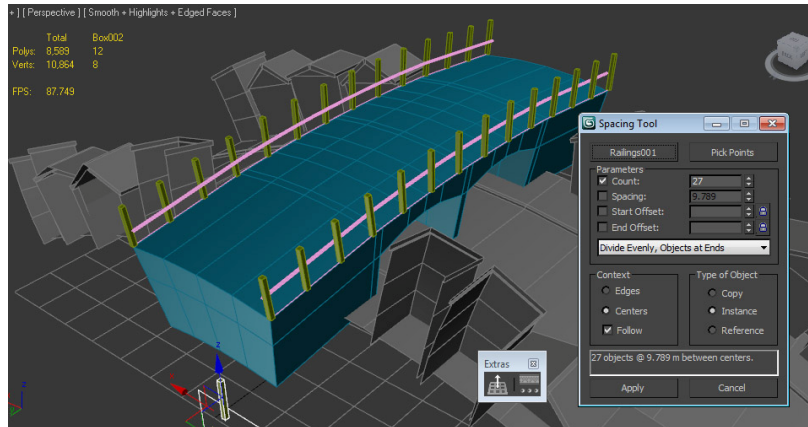 + ] [ Perspective ] [ Smooth + Highlights + Edged Faces ]
Total Box002
Polys: 8,589 12
Verts: 10,864 8
FPS: 87.749
Spacing Tool
Railings001 Pick Points
Parameters
Count: 27
Spacing: 9.789
Start Offset:
End Offset:
Divide Evenly, Objects at Ends
Context Type of Object
Edges Copy
Centers Instance
Follow Reference
27 objects @ 9.789 m between centers.
Apply Cancel
Extras
z
x
z